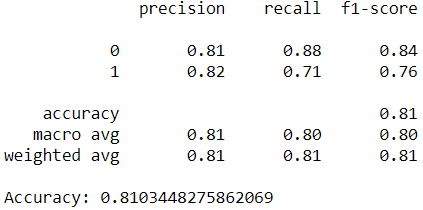 precision recall f1-score
0 0.81 0.88 0.84
1 0.82 0.71 0.76
accuracy 0.81
macro avg 0.81 0.80 0.80
weighted avg 0.81 0.81 0.81
Accuracy: 0.8103448275862069